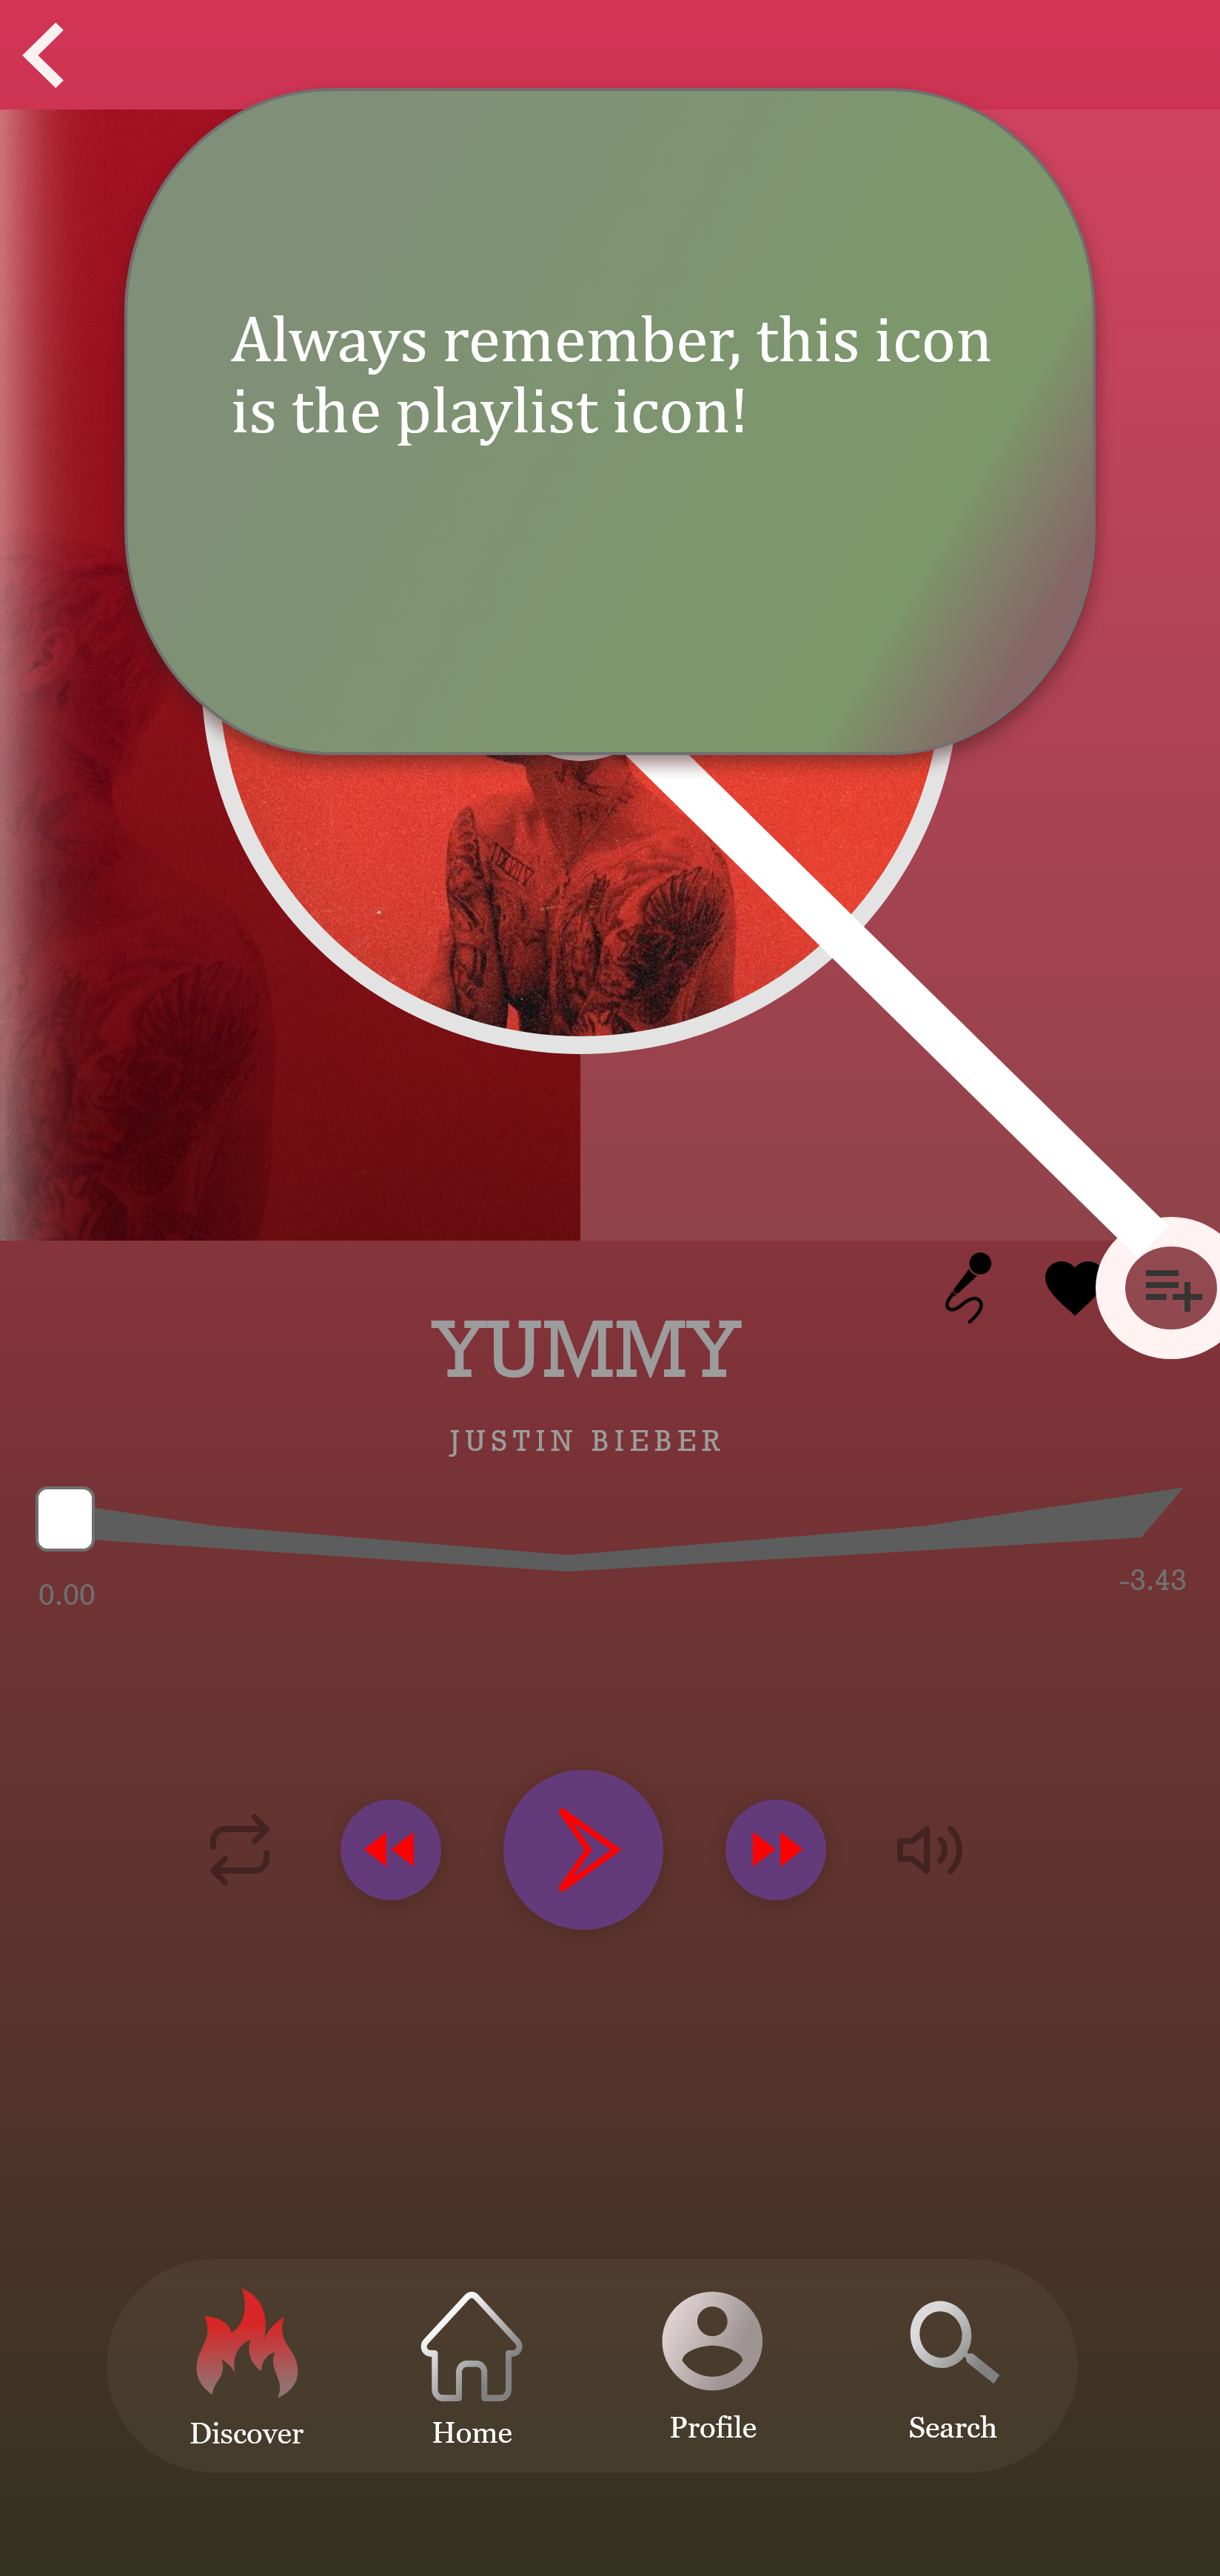 Always remember, this icon
is the playlist icon!
YUMMY
JUSTIN BIEBER
0.00
-3.43
Discover
Home
Profile
Search